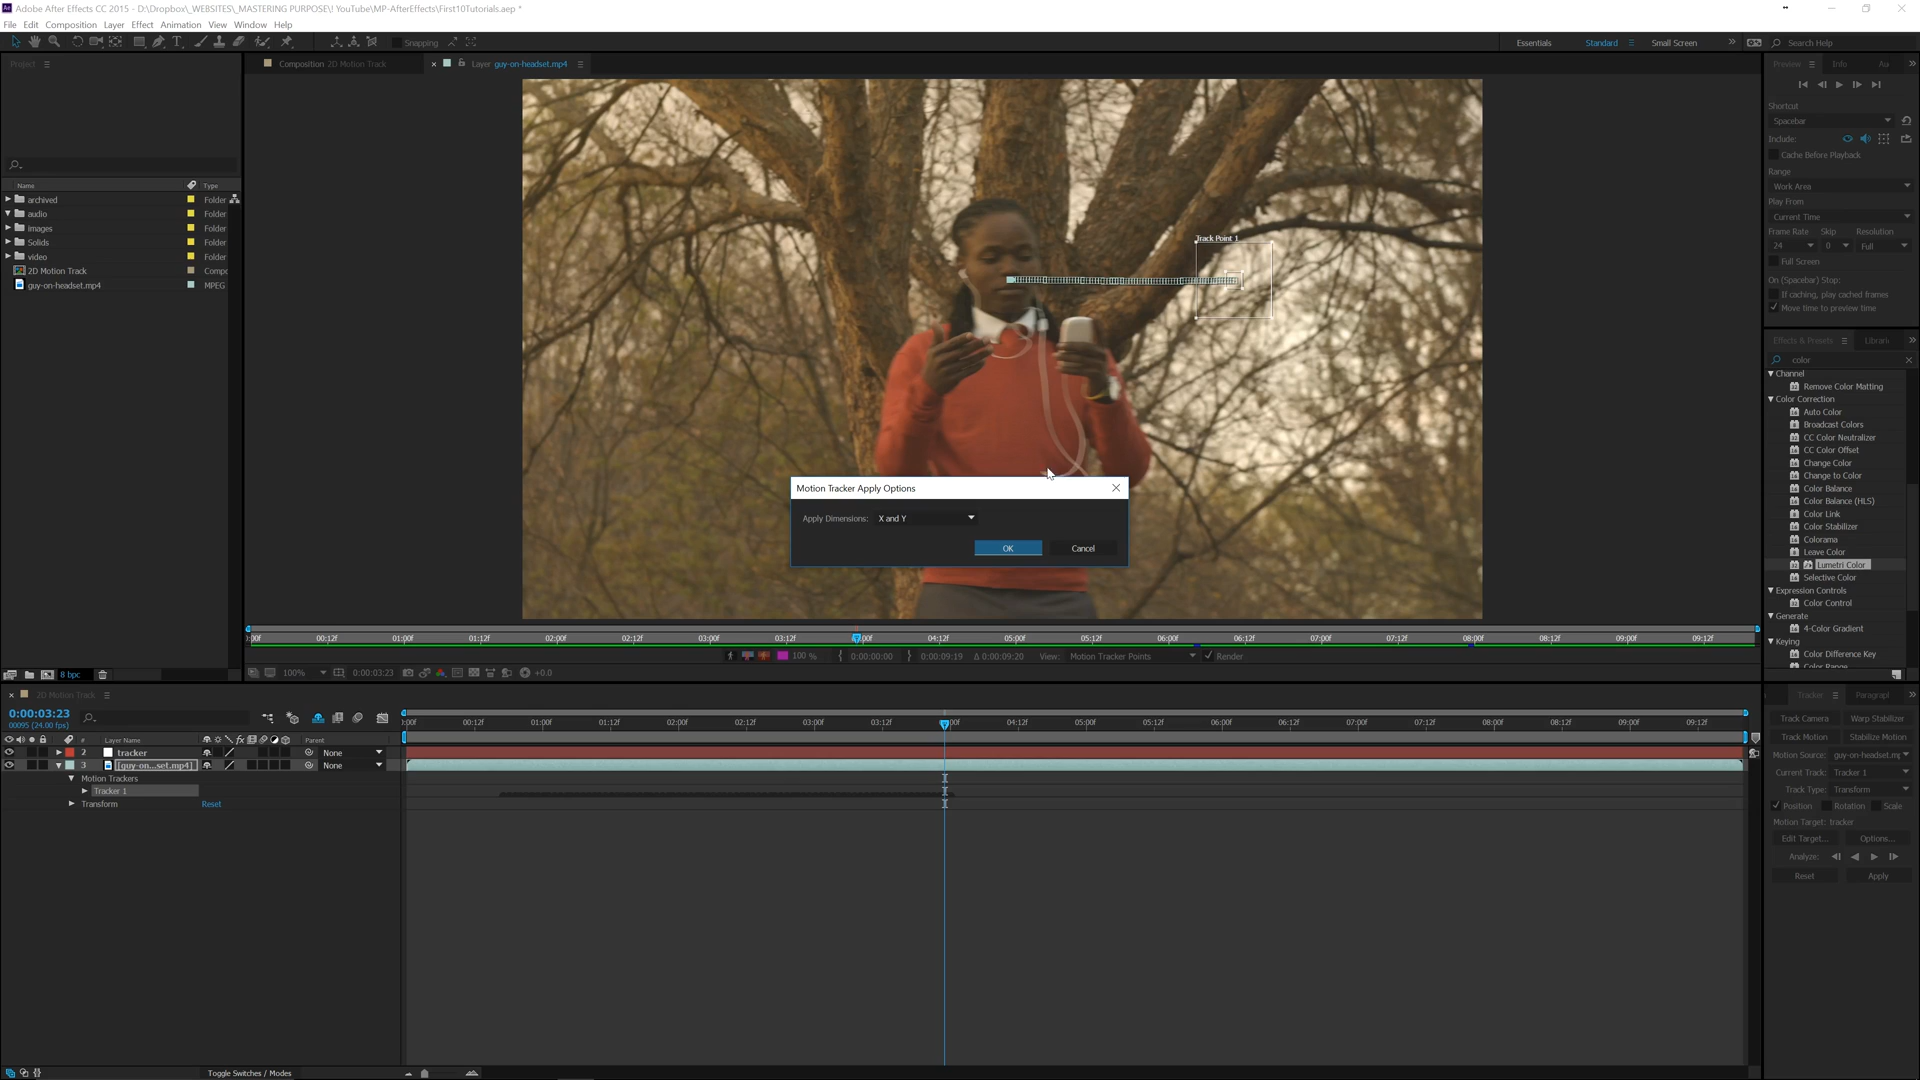 Adobe After Effects CC 2015 - D:\Dropbox\_WEBSITES\_MASTERING PURPOSE\! YouTube\MP-AfterEffects\First10Tutorials.aep *
File Edit Composition Layer Effect Animation View Window Help
Snapping
Essentials Standard Small Screen Search Help
Project
Composition 2D Motion Track
Layer guy-on-headset.mp4
Preview Info Au
Shortcut
Spacebar
Include:
Cache Before Playback
Range
Work Area
Play From
Current Time
Frame Rate Skip Resolution
24 0 Full
Full Screen
On (Spacebar) Stop:
If caching, play cached frames
Move time to preview time
Name Type
archived Folder
audio Folder
images Folder
Solids Folder
video Folder
2D Motion Track Compo
guy-on-headset.mp4 MPEG
Track Point 1
Motion Tracker Apply Options
Apply Dimensions: X and Y
OK Cancel
Effects & Presets Librari
color
Channel
Remove Color Matting
Color Correction
Auto Color
Broadcast Colors
CC Color Neutralizer
CC Color Offset
Change Color
Change to Color
Color Balance
Color Balance (HLS)
Color Link
Color Stabilizer
Colorama
Leave Color
Lumetri Color
Selective Color
Expression Controls
Color Control
Generate
4-Color Gradient
Keying
Color Difference Key
Color Range
00:12f 01:00f 01:12f 02:00f 02:12f 03:00f 03:12f 04:12f 05:00f 05:12f 06:00f 06:12f 07:00f 07:12f 08:00f 08:12f 09:00f 09:12f
100 % 0:00:00:00 0:00:09:19 Δ 0:00:09:20 View: Motion Tracker Points Render
8 bpc
100% 0:00:03:23 +0.0
2D Motion Track
0:00:03:23
00095 (24.00 fps)
00:12f 01:00f 01:12f 02:00f 02:12f 03:00f 03:12f 04:12f 05:00f 05:12f 06:00f 06:12f 07:00f 07:12f 08:00f 08:12f 09:00f 09:12f
# Layer Name Parent
2 tracker None
3 [guy-on...set.mp4] None
Motion Trackers
Tracker 1
Transform Reset
Tracker Paragrapl
Track Camera Warp Stabilizer
Track Motion Stabilize Motion
Motion Source: guy-on-headset.mp
Current Track: Tracker 1
Track Type: Transform
Position Rotation Scale
Motion Target: tracker
Edit Target... Options...
Analyze:
Reset Apply
Toggle Switches / Modes